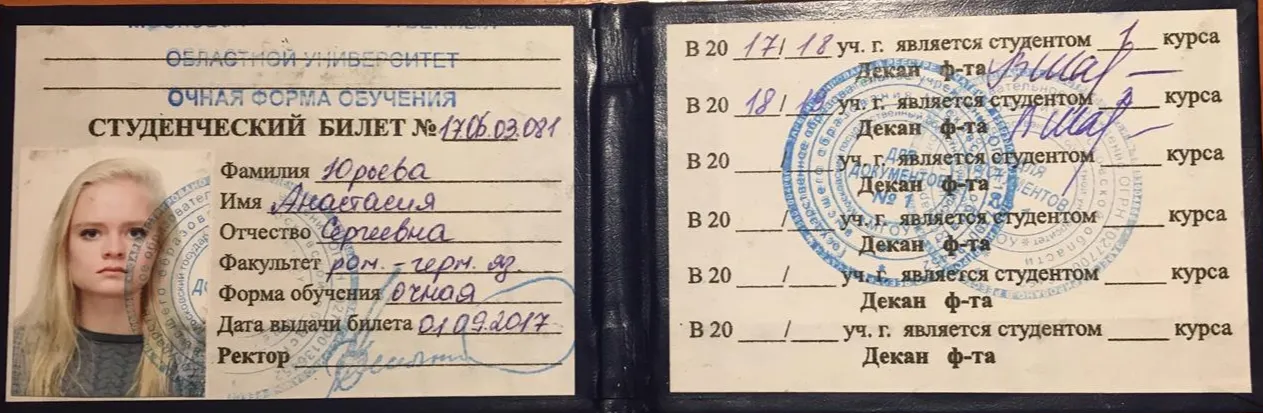 ОБЛАСТНОЙ УНИВЕРСИТЕТ
ОЧНАЯ ФОРМА ОБУЧЕНИЯ
СТУДЕНЧЕСКИЙ БИЛЕТ № 1706.03.081
Фамилия Юрьева
Имя Анастасия
Отчество Сергеевна
Факультет ром.-герм. яз.
Форма обучения очная
Дата выдачи билета 01.09.2017
Ректор
В 20 17/18 уч. г. является студентом 1 курса
Декан ф-та
В 20 18/19 уч. г. является студентом 2 курса
Декан ф-та
В 20 ___/___ уч. г. является студентом ___ курса
Декан ф-та
В 20 ___/___ уч. г. является студентом ___ курса
Декан ф-та
В 20 ___/___ уч. г. является студентом ___ курса
Декан ф-та
В 20 ___/___ уч. г. является студентом ___ курса
Декан ф-та
ДЛЯ
ДОКУМЕНТОВ
№ 1